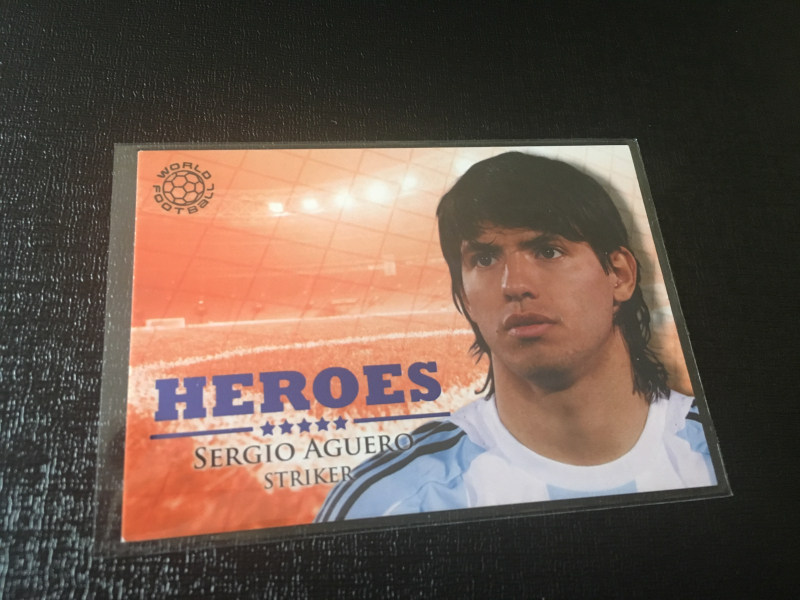 WORLD
FOOTBALL
HEROES
SERGIO AGUERO
STRIKER